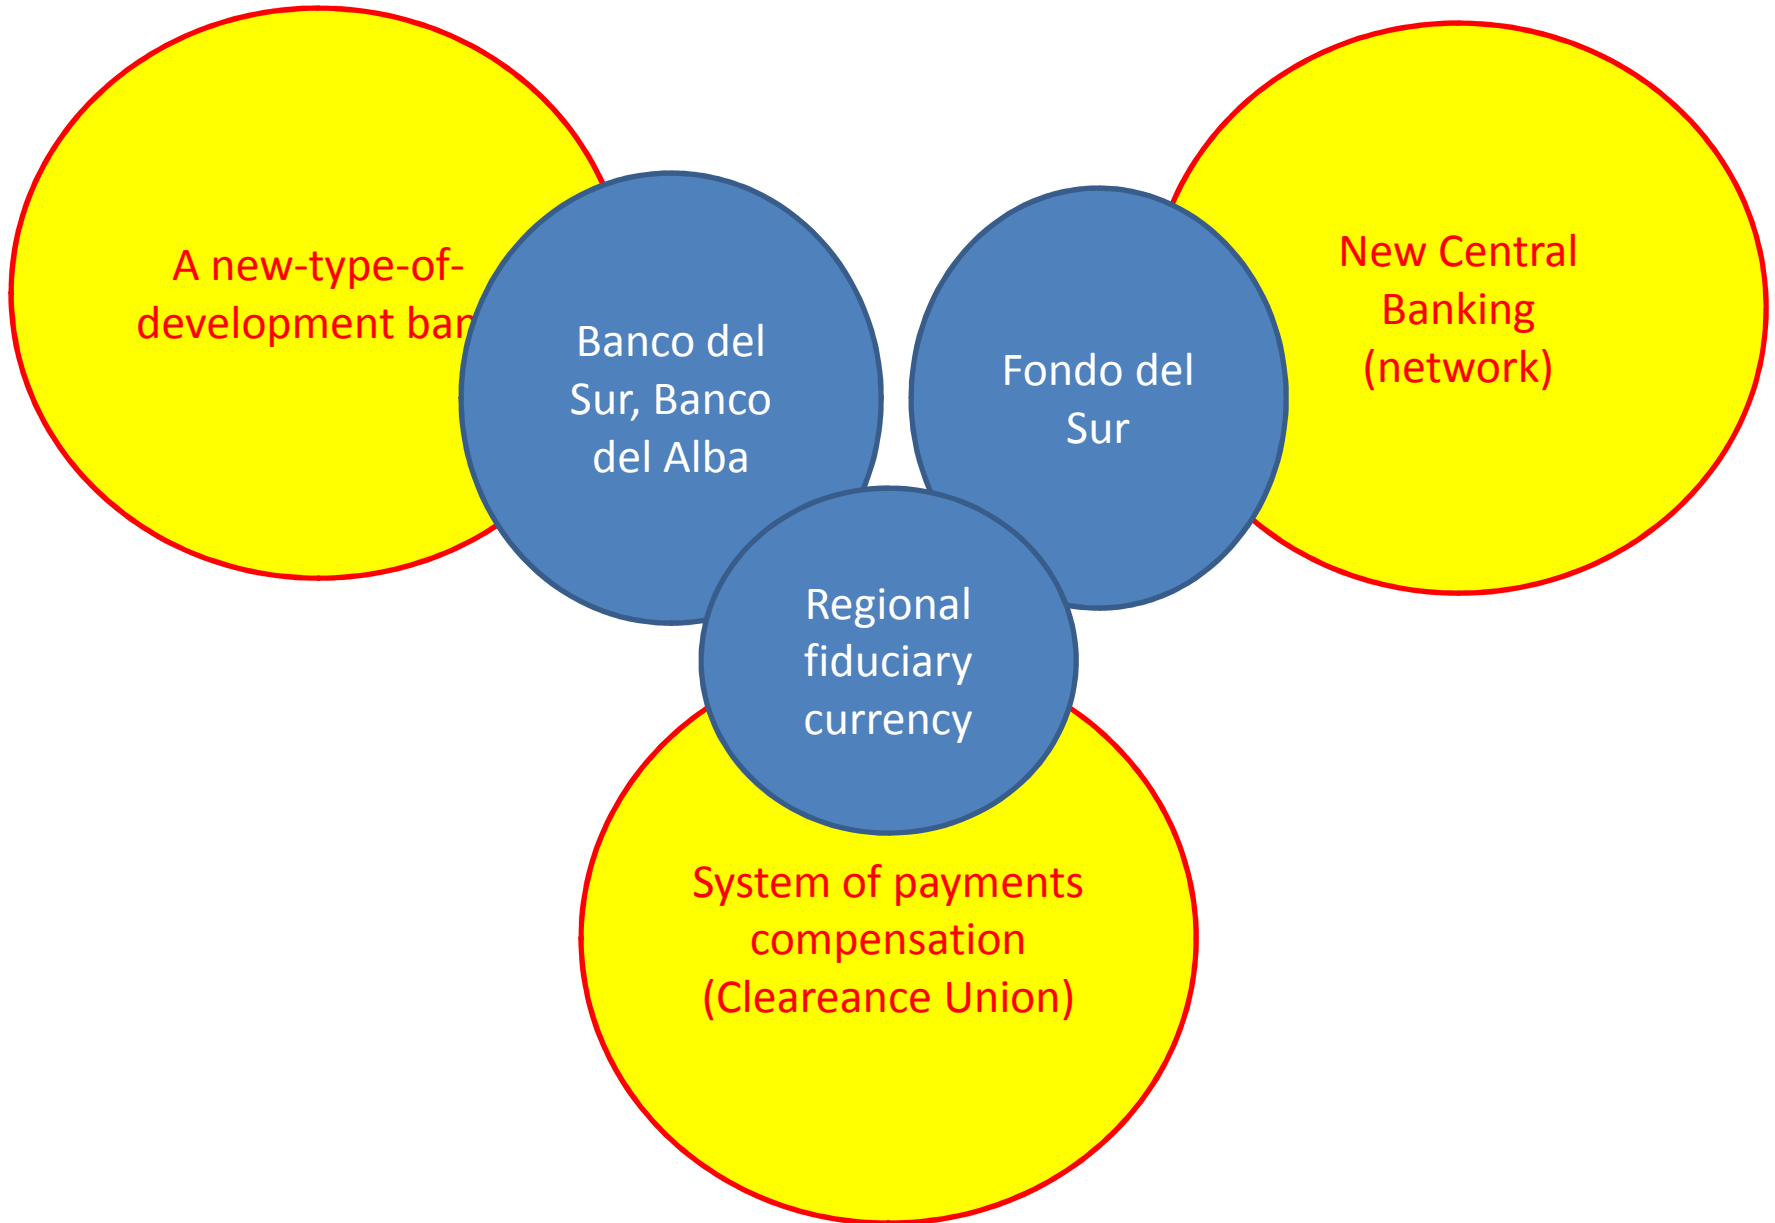 A new-type-of-
development ban
Banco del
Sur, Banco
del Alba
Fondo del
Sur
New Central
Banking
(network)
Regional
fiduciary
currency
System of payments
compensation
(Cleareance Union)